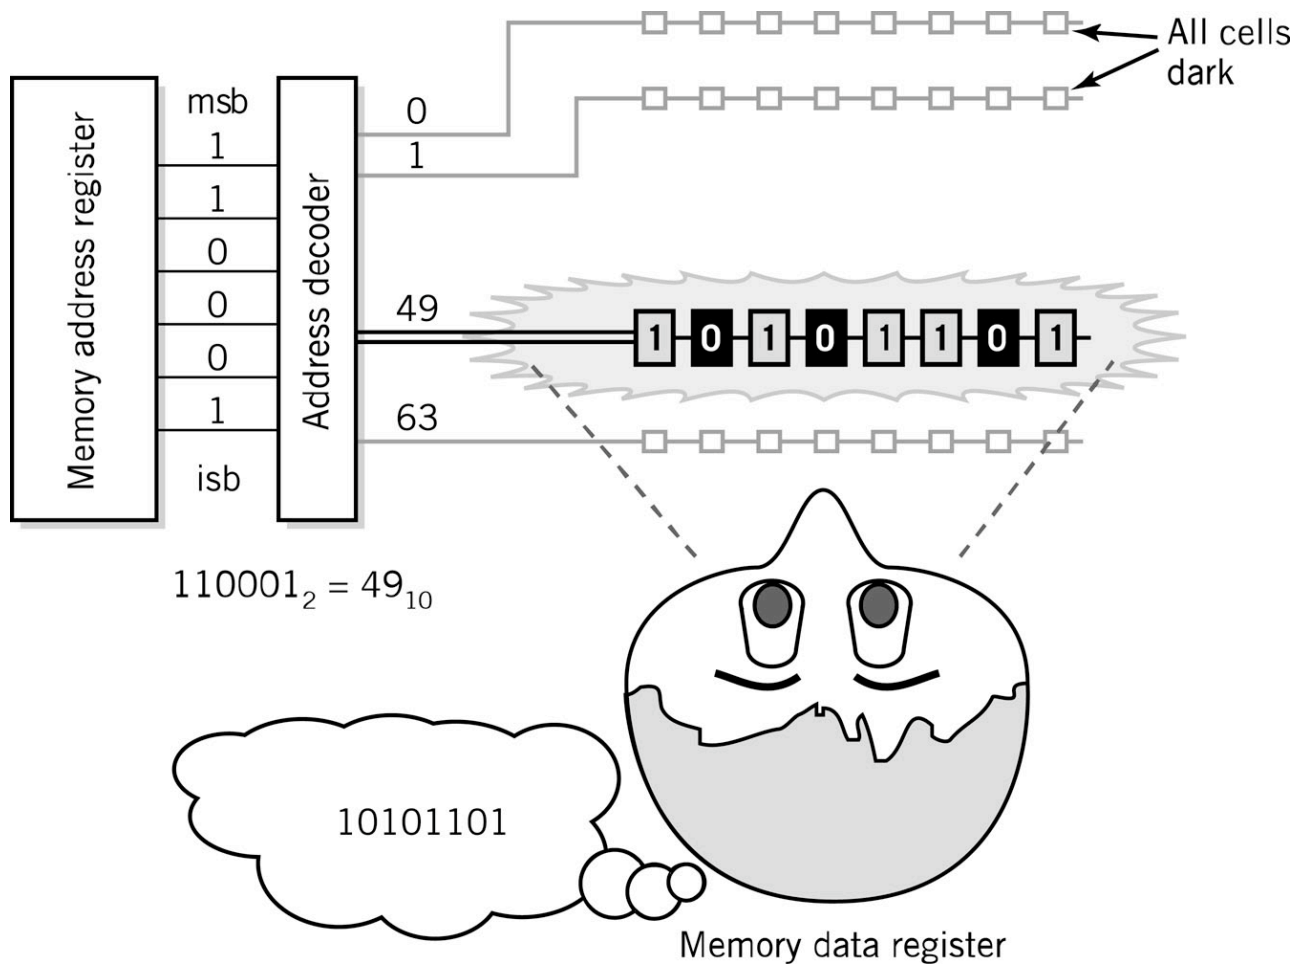 Memory address register
msb
1
1
0
0
0
1
isb
Address decoder
0
1
49
63
All cells
dark
1 0 1 0 1 1 0 1
110001₂ = 49₁₀
10101101
Memory data register